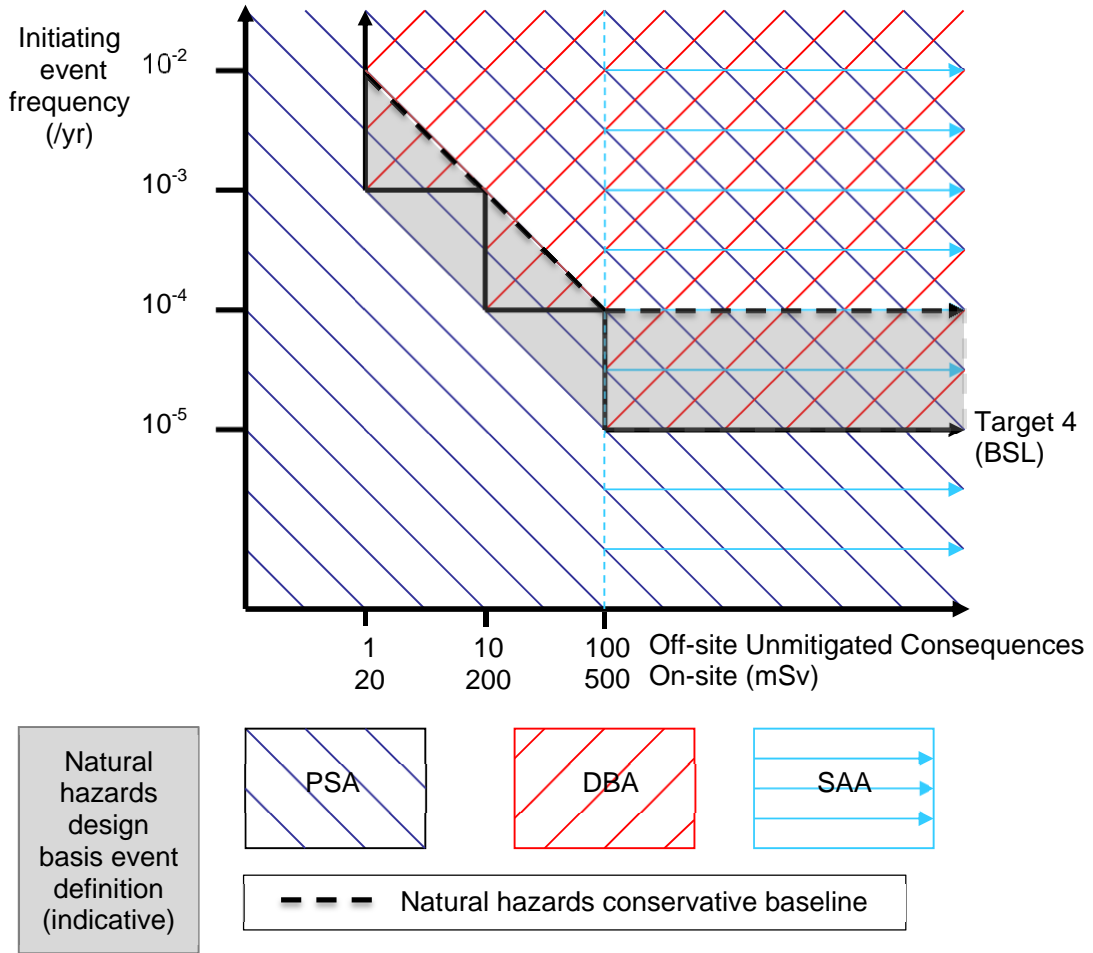 Initiating
event
frequency
(/yr)
10-2
10-3
10-4
10-5
Target 4
(BSL)
1 10 100 Off-site Unmitigated Consequences
20 200 500 On-site (mSv)
Natural
hazards
design
basis event
definition
(indicative)
PSA
DBA
SAA
Natural hazards conservative baseline